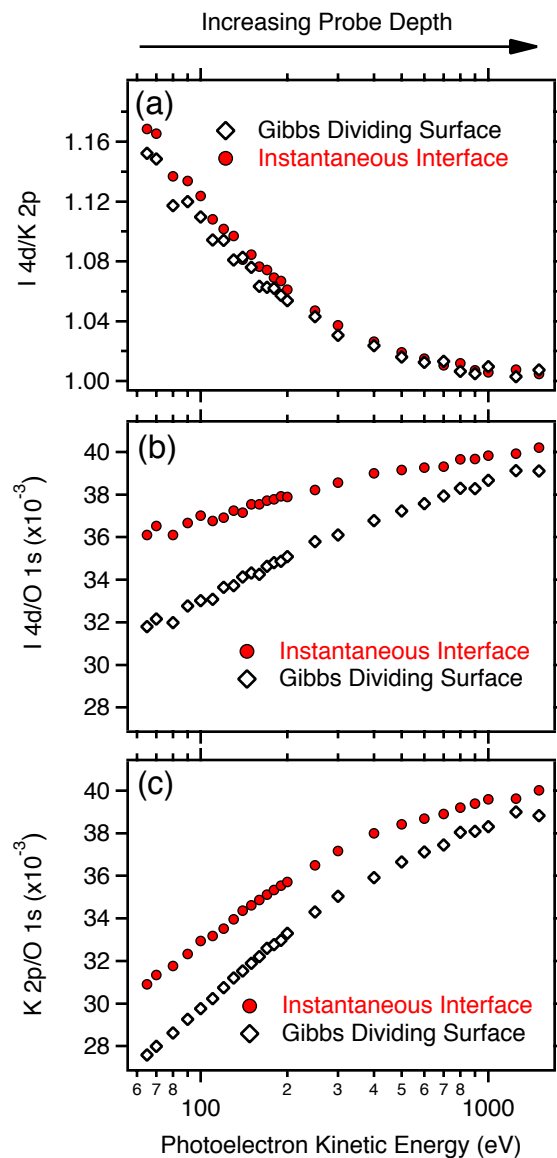 Increasing Probe Depth
(a)
Gibbs Dividing Surface
Instantaneous Interface
1.16
1.12
1.08
1.04
1.00
I 4d/K 2p
(b)
40
38
36
34
32
30
28
I 4d/O 1s (x10⁻³)
Instantaneous Interface
Gibbs Dividing Surface
(c)
40
38
36
34
32
30
28
K 2p/O 1s (x10⁻³)
Instantaneous Interface
Gibbs Dividing Surface
6 7 8 2 3 4 5 6 7 8
100 1000
Photoelectron Kinetic Energy (eV)